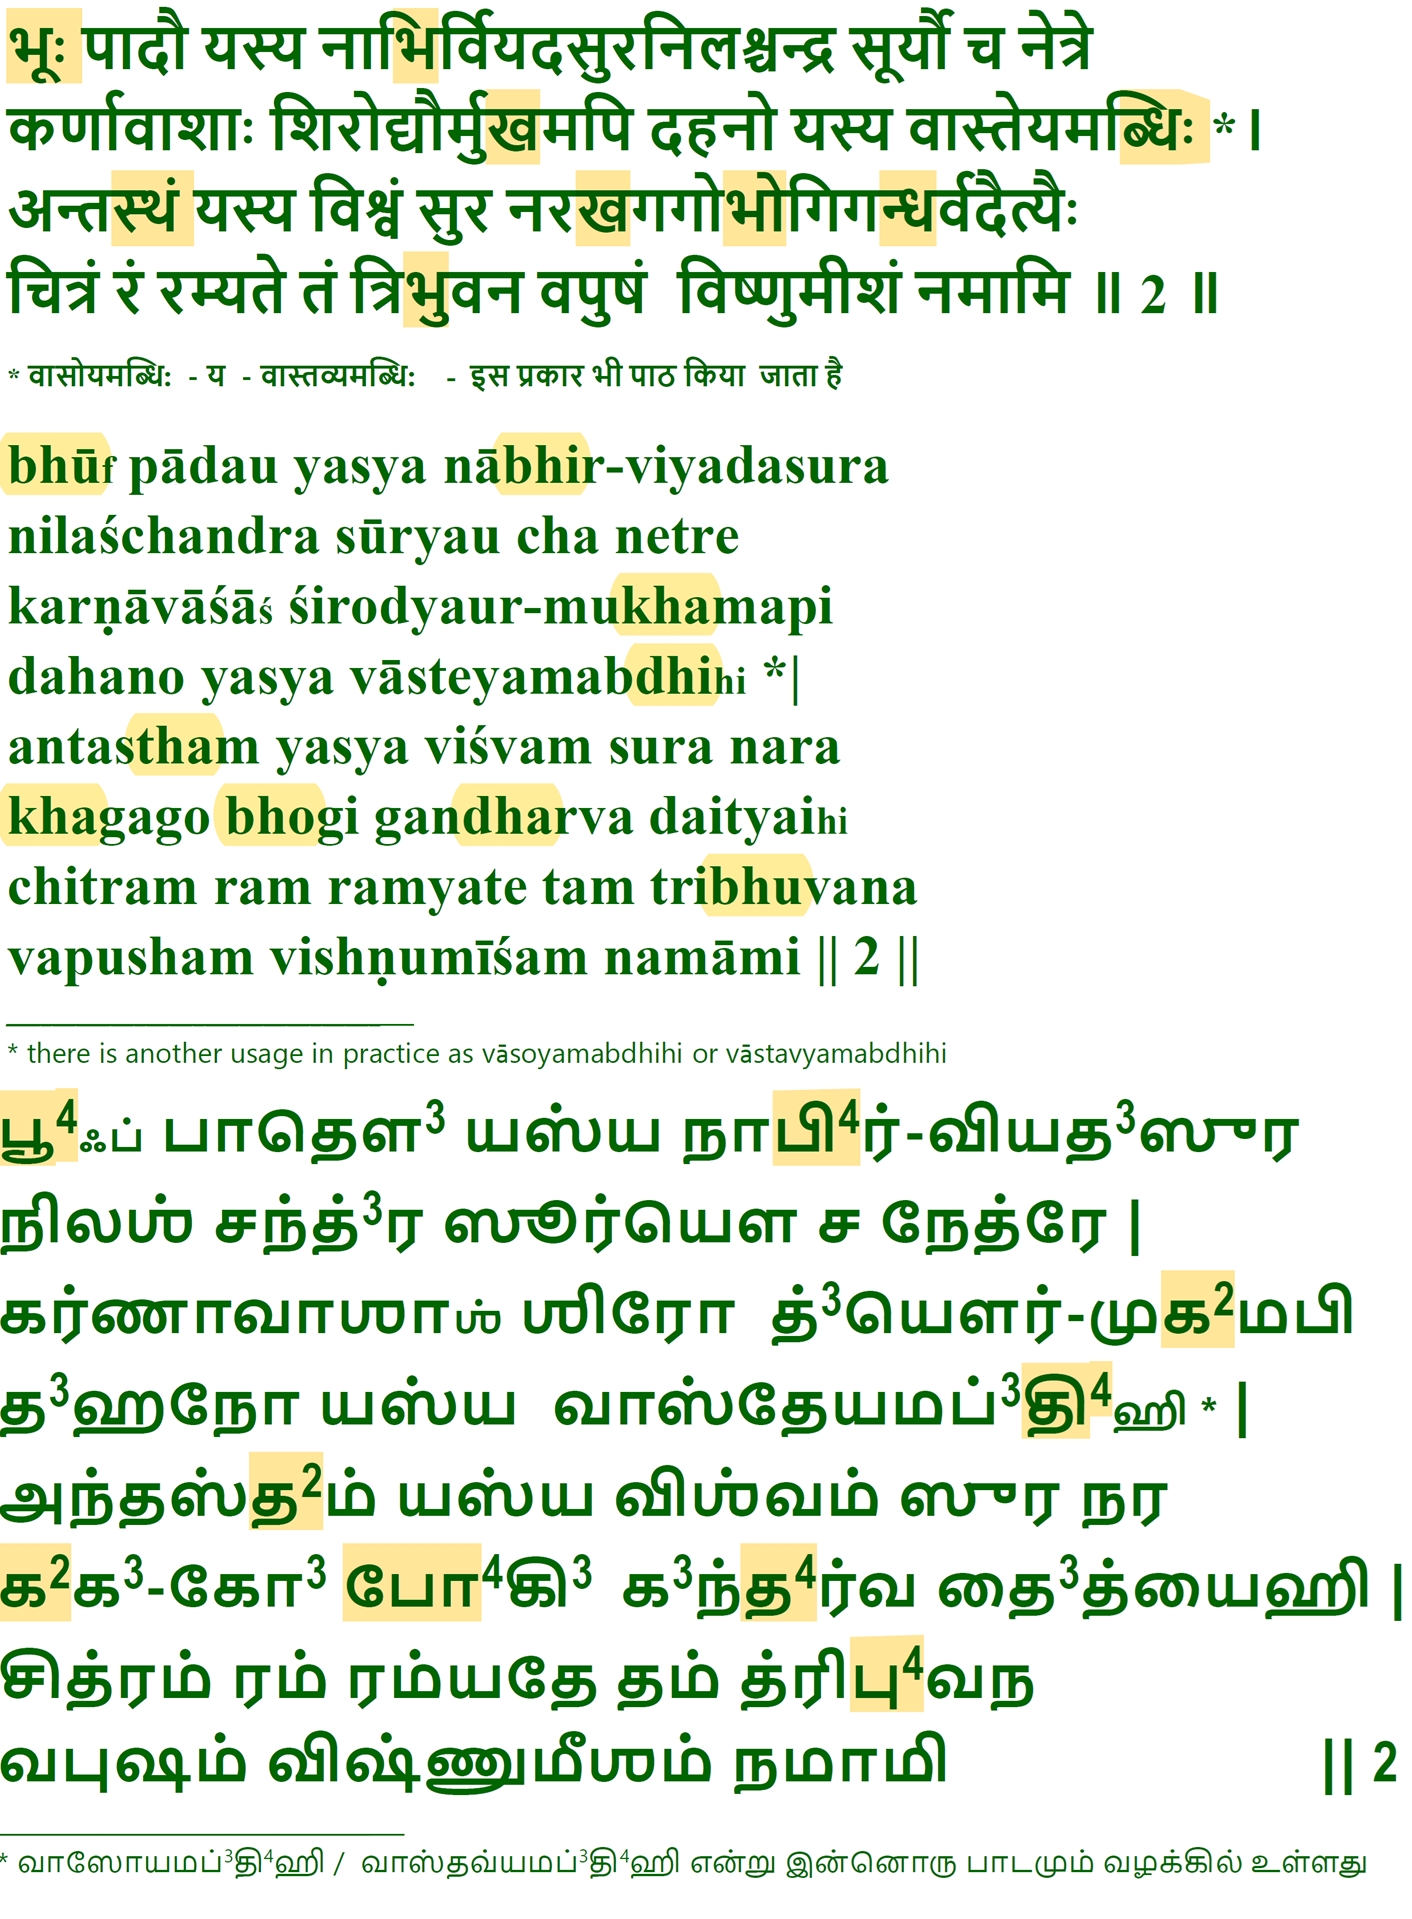 भूः पादौ यस्य नाभिर्वियदसुरनिलश्चन्द्र सूर्यौ च नेत्रे
कर्णावाशाः शिरोद्यौर्मुखमपि दहनो यस्य वास्तेयमब्धिः * ।
अन्तस्थं यस्य विश्वं सुर नरखगगोभोगिगन्धर्वदैत्यैः
चित्रं रं रम्यते तं त्रिभुवन वपुषं विष्णुमीशं नमामि ॥ 2 ॥
* वासोयमब्धिः - य - वास्तव्यमब्धिः - इस प्रकार भी पाठ किया जाता है
bhūf pādau yasya nābhir-viyadasura
nilaśchandra sūryau cha netre
karṇāvāśāś śirodyaur-mukhamapi
dahano yasya vāsteyamabdhihi *|
antastham yasya viśvam sura nara
khagago bhogi gandharva daityaihi
chitram ram ramyate tam tribhuvana
vapusham vishṇumīśam namāmi || 2 ||
* there is another usage in practice as vāsoyamabdhihi or vāstavyamabdhihi
பூ⁴ஃப் பாதௌ³ யஸ்ய நாபி⁴ர்-வியத³ஸுர
நிலஶ் சந்த்³ர ஸூர்யௌ ச நேத்ரே |
கர்ணாவாஶாஶ் ஶிரோ த்³யௌர்-முக²மபி
த³ஹநோ யஸ்ய வாஸ்தேயமப்³தி⁴ஹி * |
அந்தஸ்த²ம் யஸ்ய விஶ்வம் ஸுர நர
க²க³-கோ³ போ⁴கி³ க³ந்த⁴ர்வ தை³த்யைஹி |
சித்ரம் ரம் ரம்யதே தம் த்ரிபு⁴வந
வபுஷம் விஷ்ணுமீஶம் நமாமி || 2
* வாஸோயமப்³தி⁴ஹி / வாஸ்தவ்யமப்³தி⁴ஹி என்று இன்னொரு பாடமும் வழக்கில் உள்ளது